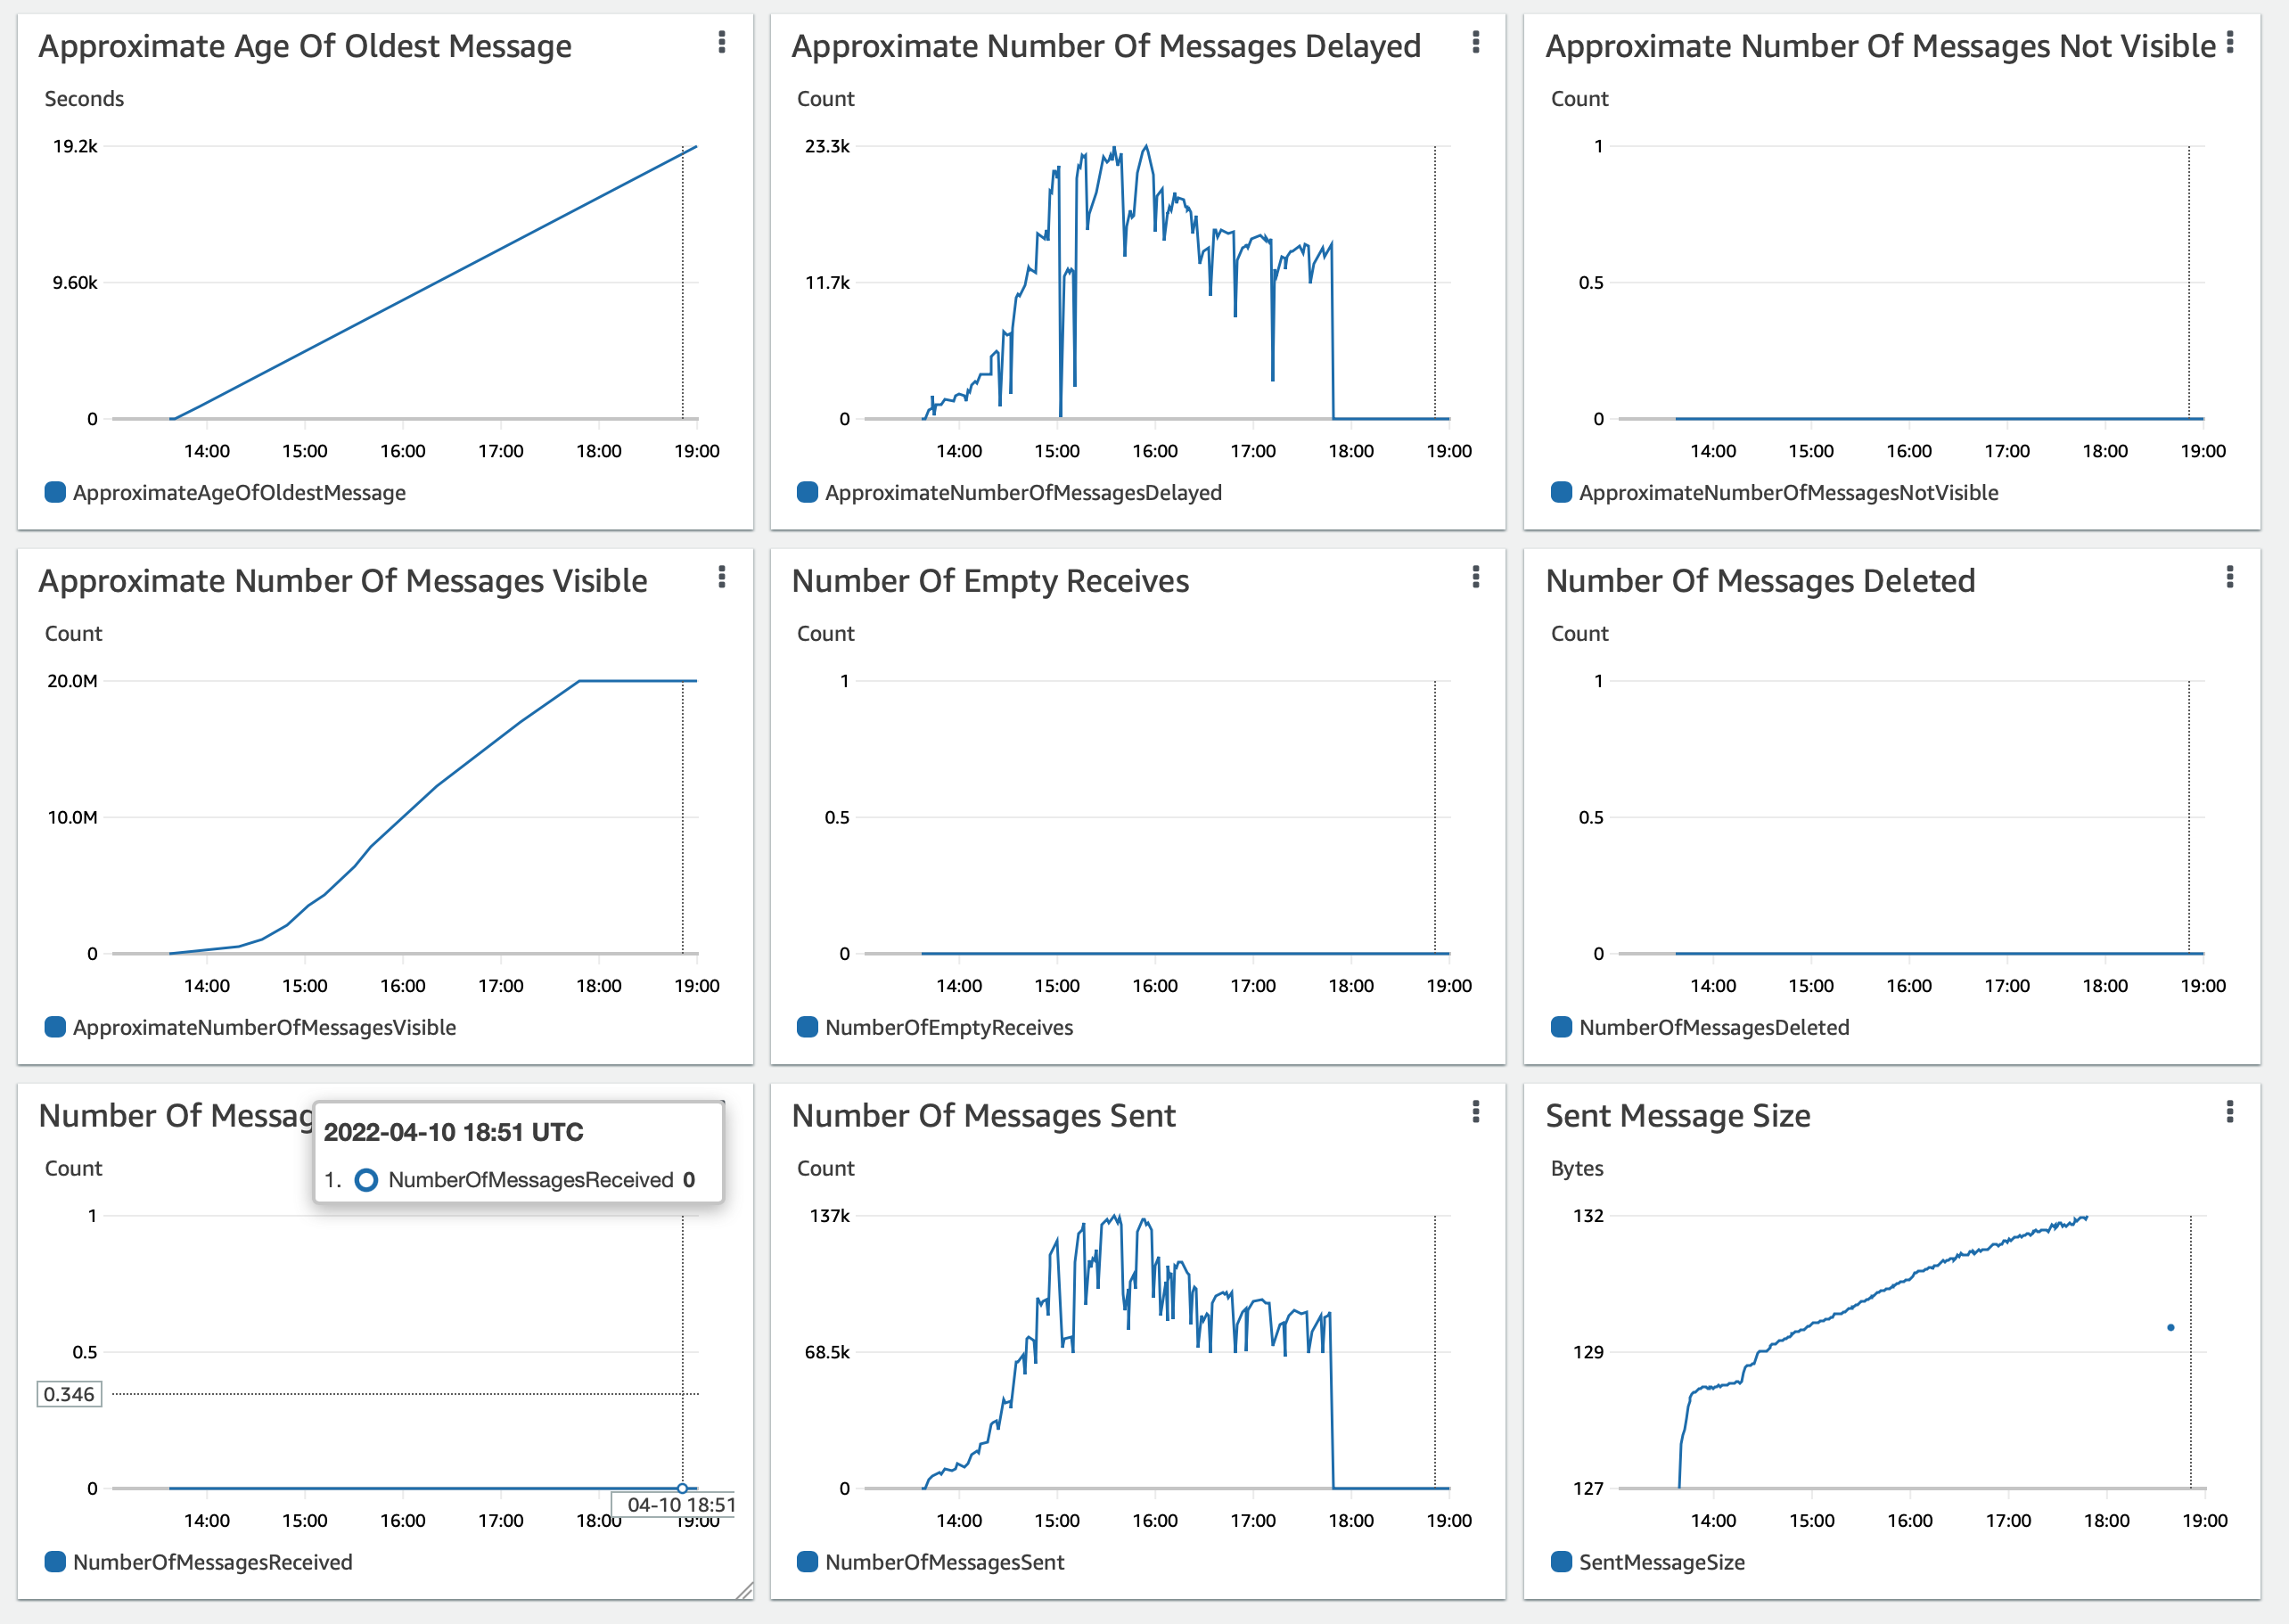 Approximate Age Of Oldest Message
Seconds
19.2k
9.60k
0
14:00 15:00 16:00 17:00 18:00 19:00
ApproximateAgeOfOldestMessage
Approximate Number Of Messages Delayed
Count
23.3k
11.7k
0
14:00 15:00 16:00 17:00 18:00 19:00
ApproximateNumberOfMessagesDelayed
Approximate Number Of Messages Not Visible
Count
1
0.5
0
14:00 15:00 16:00 17:00 18:00 19:00
ApproximateNumberOfMessagesNotVisible
Approximate Number Of Messages Visible
Count
20.0M
10.0M
0
14:00 15:00 16:00 17:00 18:00 19:00
ApproximateNumberOfMessagesVisible
Number Of Empty Receives
Count
1
0.5
0
14:00 15:00 16:00 17:00 18:00 19:00
NumberOfEmptyReceives
Number Of Messages Deleted
Count
1
0.5
0
14:00 15:00 16:00 17:00 18:00 19:00
NumberOfMessagesDeleted
Number Of Messag
2022-04-10 18:51 UTC
1. NumberOfMessagesReceived 0
Count
1
0.5
0.346
0
04-10 18:51
14:00 15:00 16:00 17:00 18:00 19:00
NumberOfMessagesReceived
Number Of Messages Sent
Count
137k
68.5k
0
14:00 15:00 16:00 17:00 18:00 19:00
NumberOfMessagesSent
Sent Message Size
Bytes
132
129
127
14:00 15:00 16:00 17:00 18:00 19:00
SentMessageSize